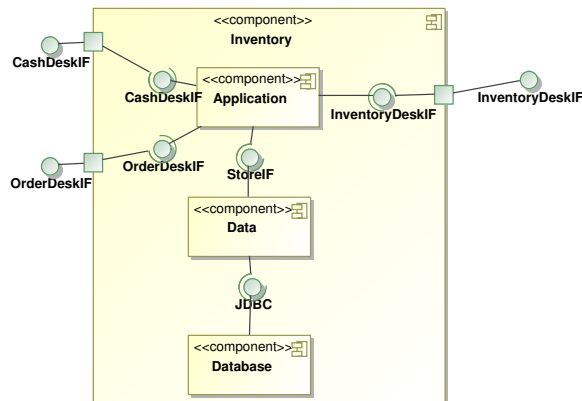 <<component>>
Inventory
CashDeskIF
CashDeskIF
<<component>>
Application
InventoryDeskIF
InventoryDeskIF
OrderDeskIF
OrderDeskIF
StoreIF
<<component>>
Data
JDBC
<<component>>
Database